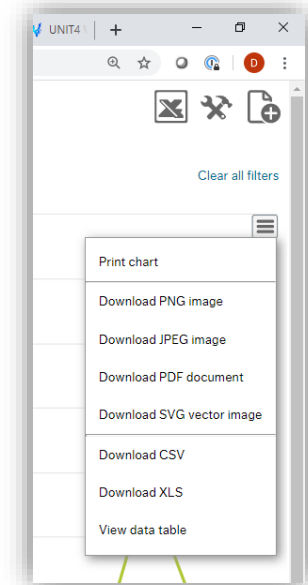 UNIT4
D
Clear all filters
Print chart
Download PNG image
Download JPEG image
Download PDF document
Download SVG vector image
Download CSV
Download XLS
View data table